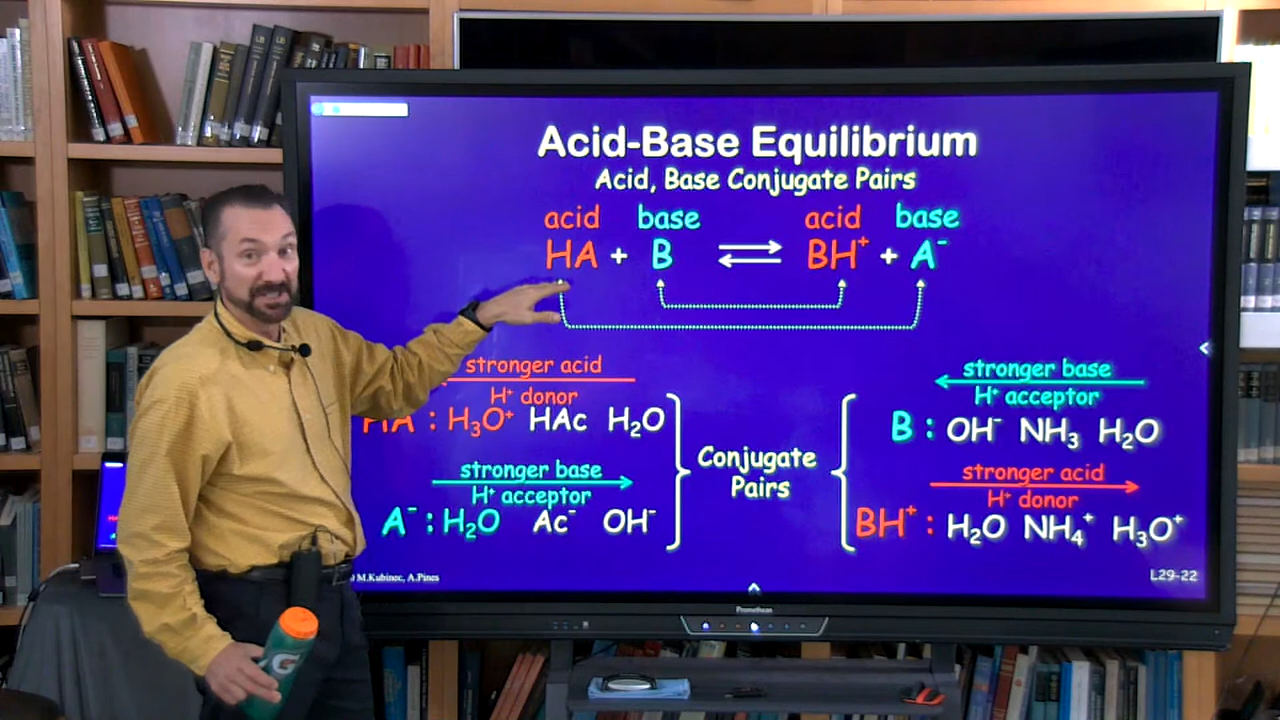 Acid-Base Equilibrium
Acid, Base Conjugate Pairs
acid base acid base
HA + B ⇌ BH⁺ + A⁻
stronger acid
H⁺ donor
HA : H₃O⁺ HAc H₂O
stronger base
H⁺ acceptor
A⁻ : H₂O Ac⁻ OH⁻
Conjugate
Pairs
stronger base
H⁺ acceptor
B : OH⁻ NH₃ H₂O
stronger acid
H⁺ donor
BH⁺ : H₂O NH₄⁺ H₃O⁺
M.Kubinec, A.Pines
L29-22
Promethean
G